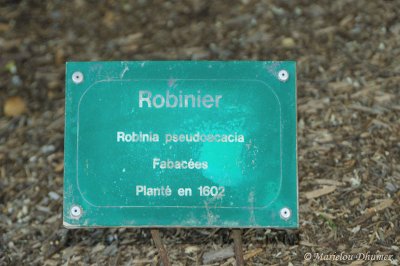 Robinier
Robinia pseudoacacia
Fabacées
Planté en 1602
© Marielou Dhumez